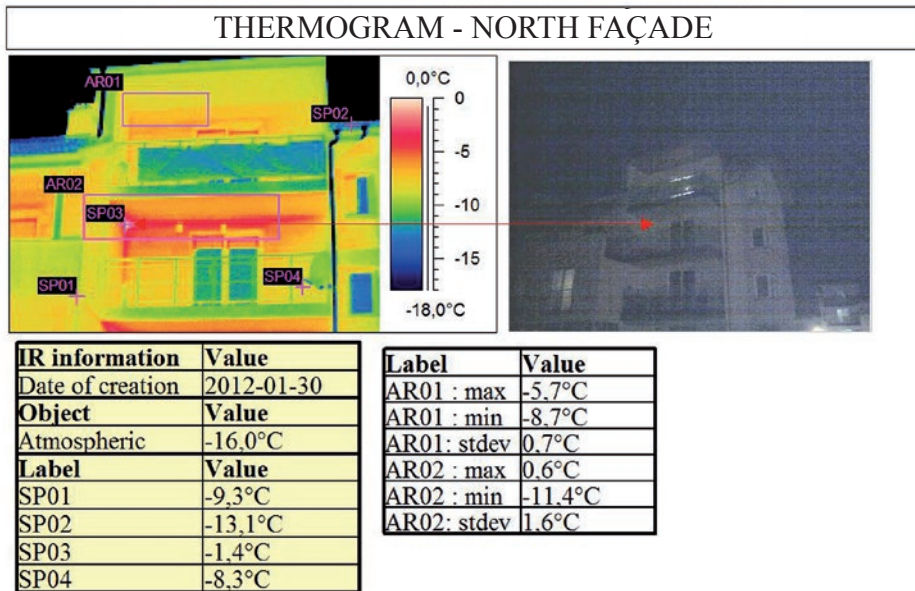 THERMOGRAM - NORTH FAÇADE
AR01
SP02
AR02
SP03
SP01
SP04
0,0°C
0
-5
-10
-15
-18,0°C
IR information Value
Date of creation 2012-01-30
Object Value
Atmospheric -16,0°C
Label Value
SP01 -9,3°C
SP02 -13,1°C
SP03 -1,4°C
SP04 -8,3°C
Label Value
AR01 : max -5,7°C
AR01 : min -8,7°C
AR01: stdev 0,7°C
AR02 : max 0,6°C
AR02 : min -11,4°C
AR02: stdev 1,6°C